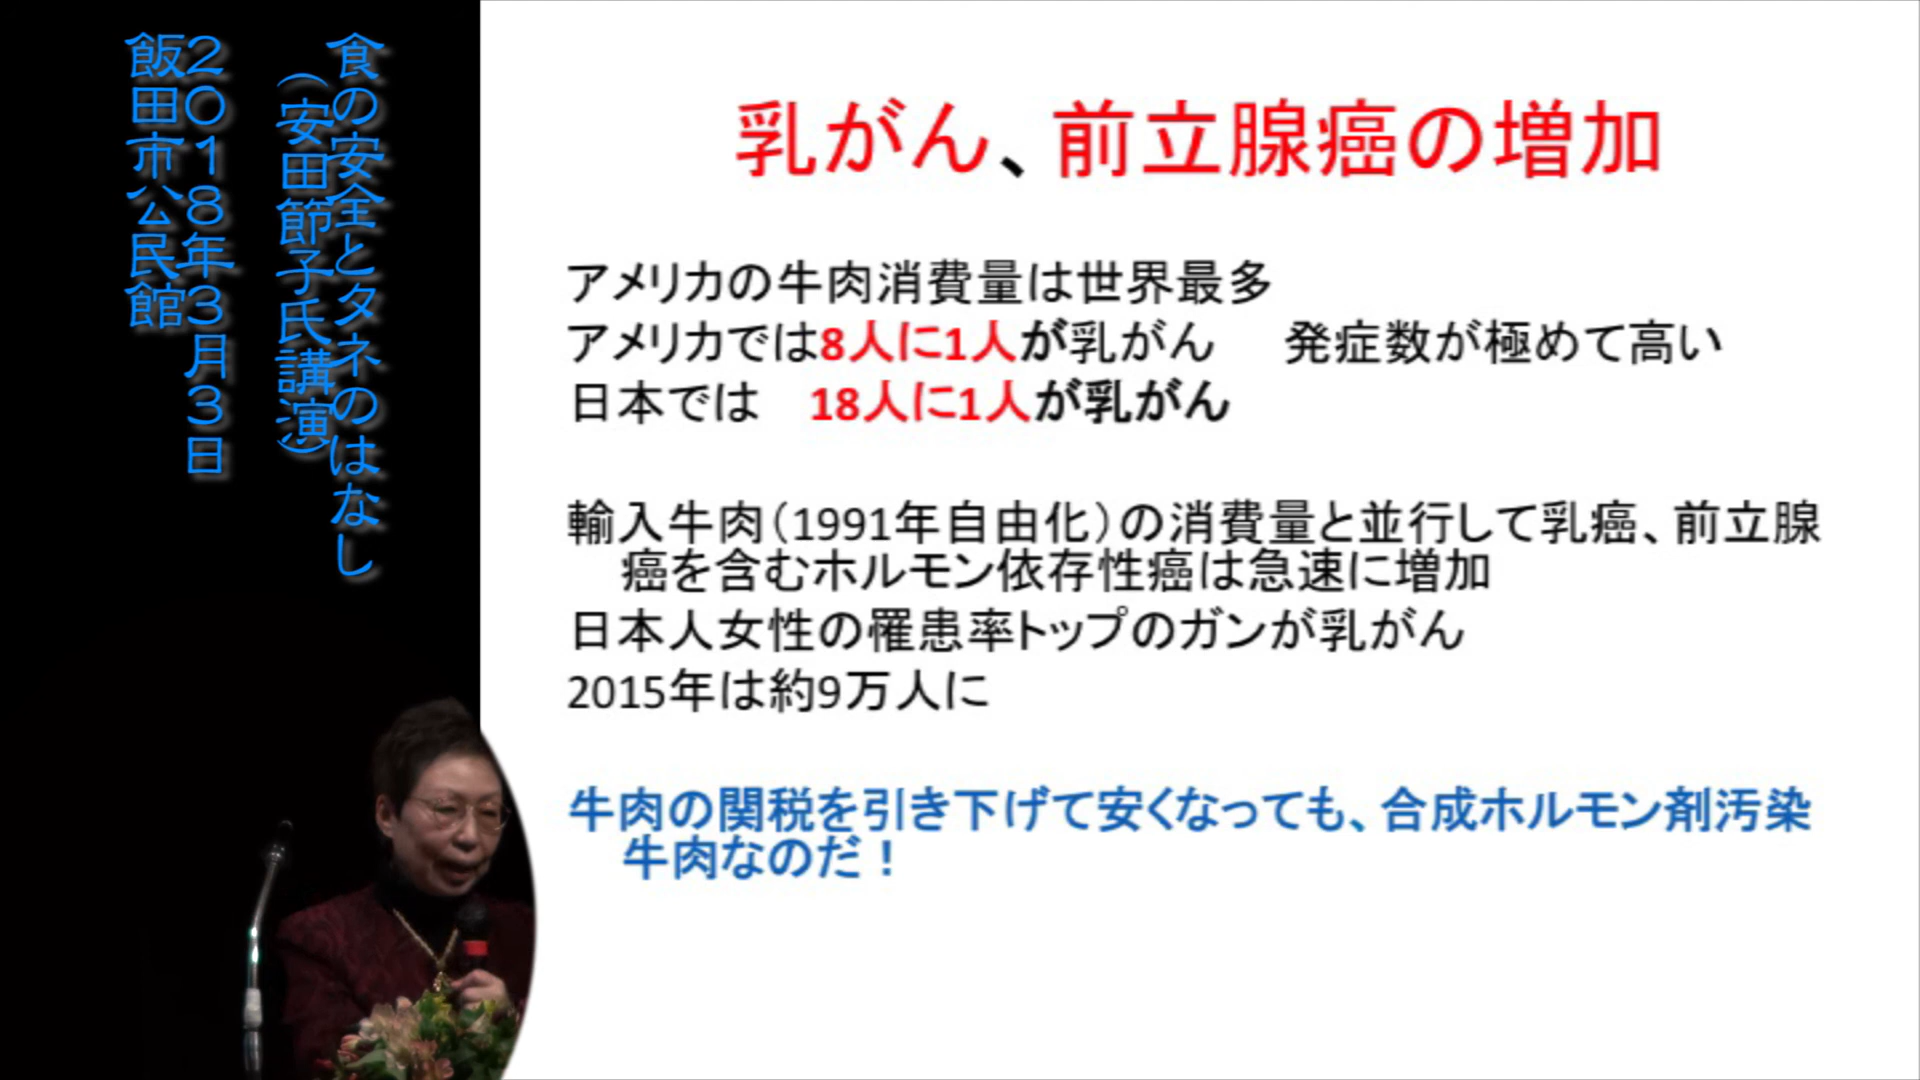 食の安全とタネのはなし
（安田節子氏講演）
２０１８年３月３日
飯田市公民館
乳がん、前立腺癌の増加
アメリカの牛肉消費量は世界最多
アメリカでは8人に1人が乳がん　発症数が極めて高い
日本では　18人に1人が乳がん
輸入牛肉（1991年自由化）の消費量と並行して乳癌、前立腺
癌を含むホルモン依存性癌は急速に増加
日本人女性の罹患率トップのガンが乳がん
2015年は約9万人に
牛肉の関税を引き下げて安くなっても、合成ホルモン剤汚染
牛肉なのだ！